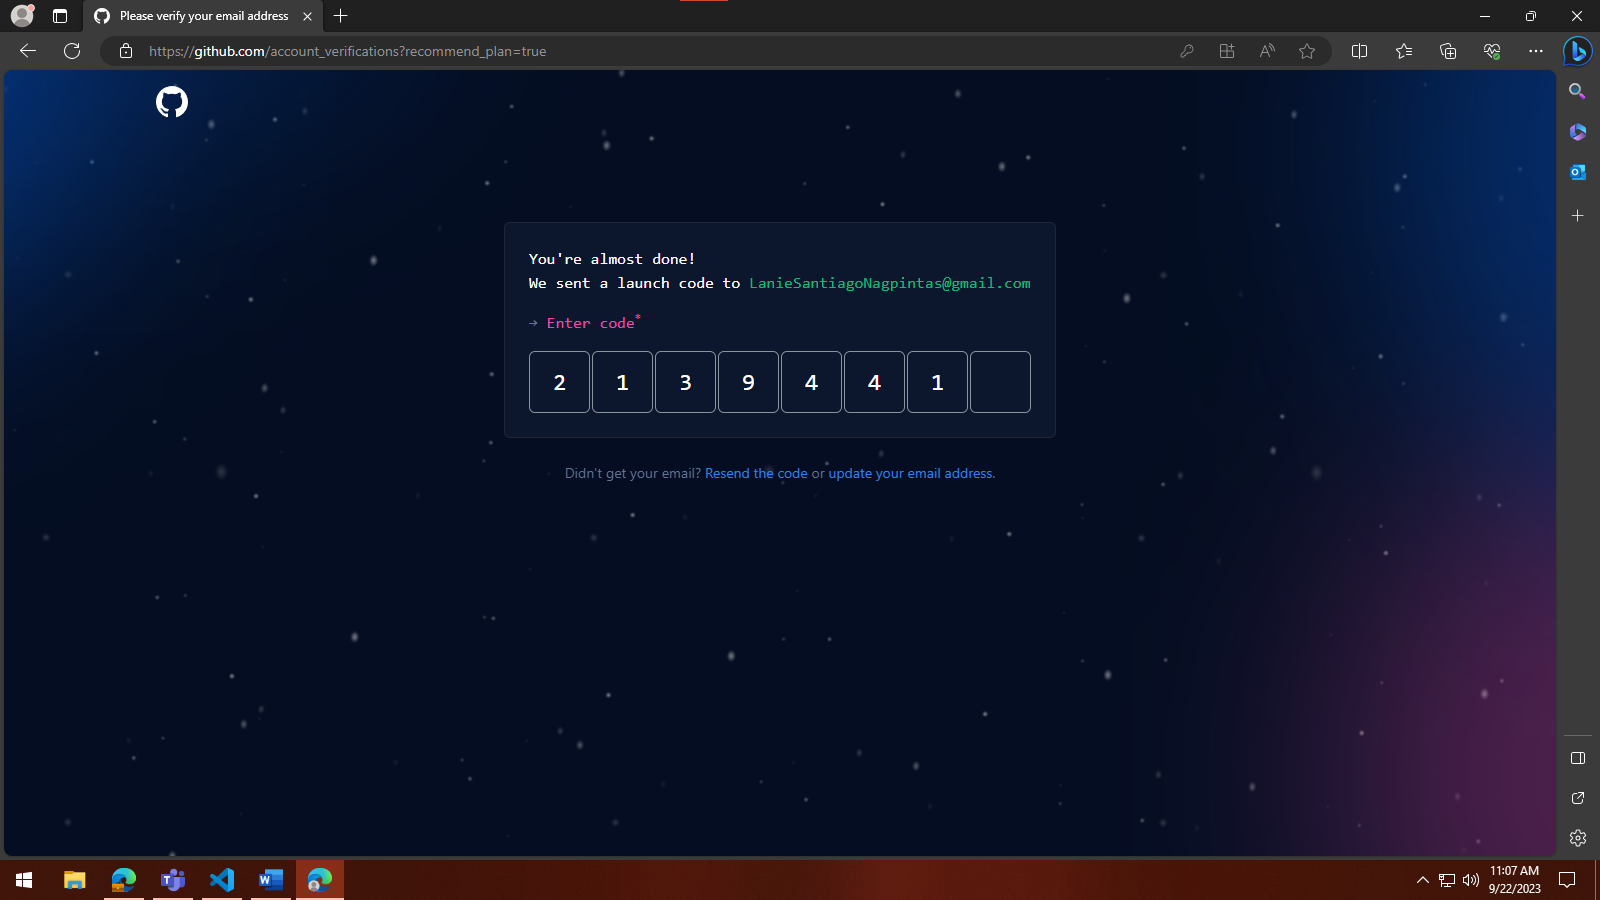 Please verify your email address
https://github.com/account_verifications?recommend_plan=true
You're almost done!
We sent a launch code to LanieSantiagoNagpintas@gmail.com
→ Enter code*
2 1 3 9 4 4 1
Didn't get your email? Resend the code or update your email address.
11:07 AM
9/22/2023